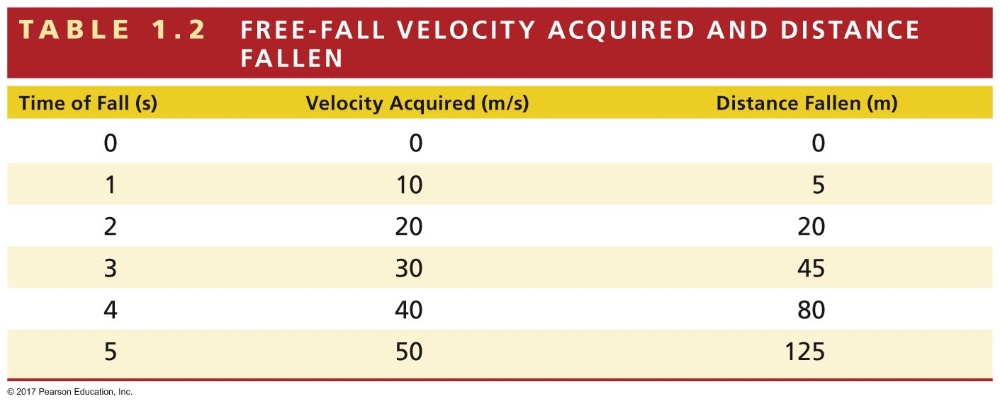 TABLE 1.2 FREE-FALL VELOCITY ACQUIRED AND DISTANCE
FALLEN
Time of Fall (s) Velocity Acquired (m/s) Distance Fallen (m)
0 0 0
1 10 5
2 20 20
3 30 45
4 40 80
5 50 125
© 2017 Pearson Education, Inc.